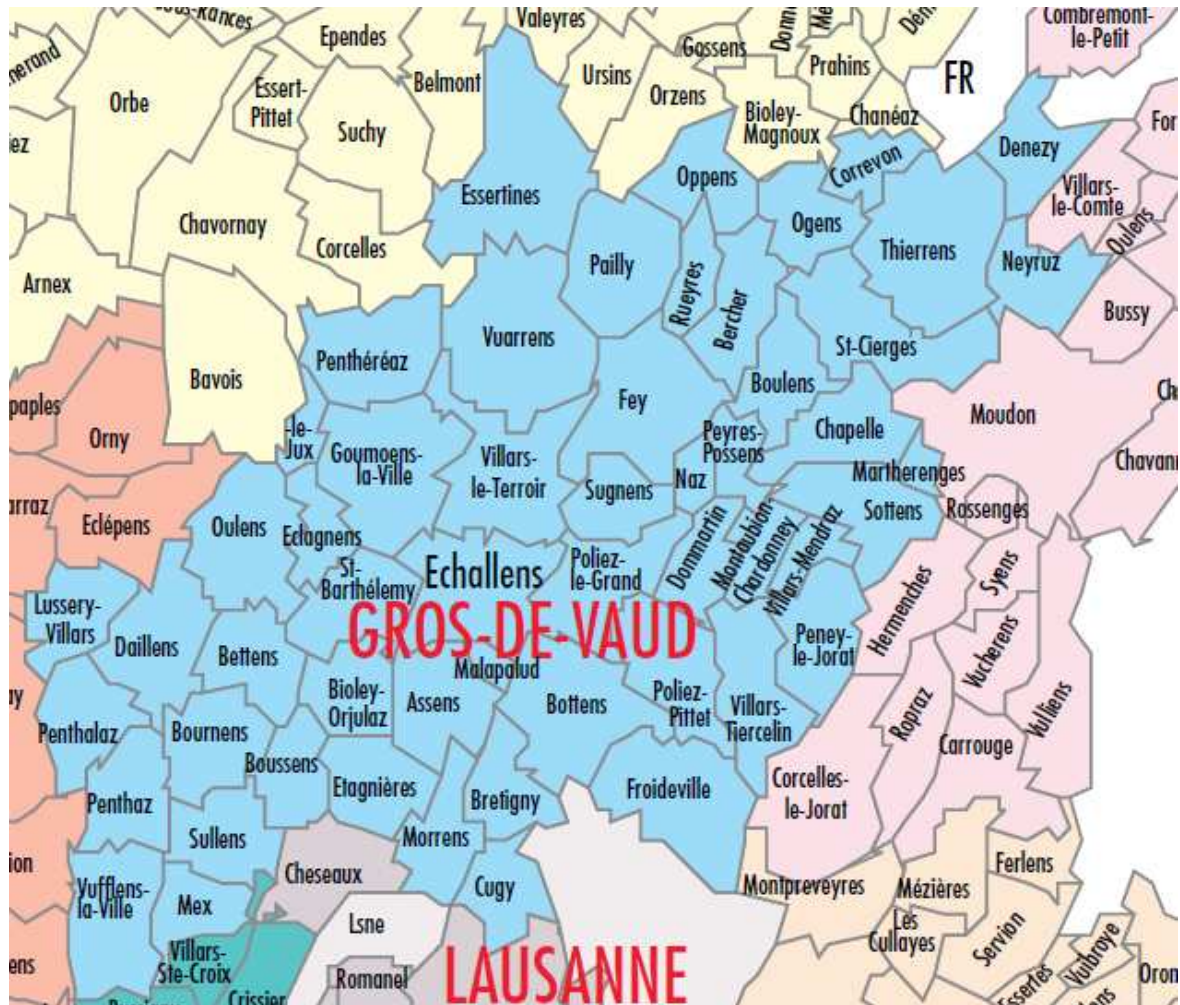 Valeyres
Combremont-
le-Petit
Ependes
Gossens
Prahins
FR
Belmont
Ursins
Orbe
Essert-
Pittet
Orzens
Bioley-
Magnoux
Chanéaz
Suchy
Denezy
Correvon
Oppens
Essertines
Villars-
le-Comte
Chavornay
Ogens
Corcelles
Thierrens
Oulens
Pailly
Neyruz
Arnex
Rueyres
Bercher
Bussy
Vuarrens
St-Cierges
Penthéréaz
Bavois
Boulens
Fey
Moudon
Orny
-le-
Jux
Peyres-
Possens
Chapelle
Goumoens-
la-Ville
Villars-
le-Terroir
Naz
Martherenges
Sugnens
Rossenges
Sottens
Eclépens
Oulens
Eclagnens
Dommartin
Montaubion-
Chardonney
Villars-Mendraz
Poliez-
le-Grand
St-
Barthélemy
Echallens
Syens
Hermenches
Lussery-
Villars
GROS-DE-VAUD
Daillens
Bettens
Peney-
le-Jorat
Vucherens
Malapalud
Bioley-
Orjulaz
Assens
Bottens
Poliez-
Pittet
Villars-
Tiercelin
Ropraz
Vulliens
Penthalaz
Bournens
Boussens
Carrouge
Etagnières
Froideville
Corcelles-
le-Jorat
Penthaz
Bretigny
Sullens
Morrens
Cheseaux
Ferlens
Vufflens-
la-Ville
Mex
Cugy
Montpreveyres
Mézières
Lsne
Les
Cullayes
Servion
Villars-
Ste-Croix
LAUSANNE
Vuibroye
Romanel
Crissier
Essertes